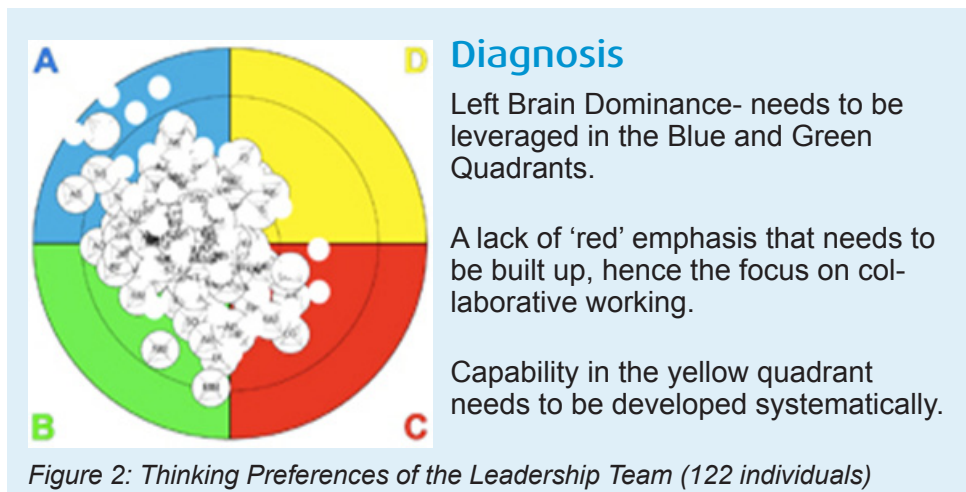 A
D
B
C
Diagnosis
Left Brain Dominance- needs to be
leveraged in the Blue and Green
Quadrants.
A lack of ‘red’ emphasis that needs to
be built up, hence the focus on col-
laborative working.
Capability in the yellow quadrant
needs to be developed systematically.
Figure 2: Thinking Preferences of the Leadership Team (122 individuals)